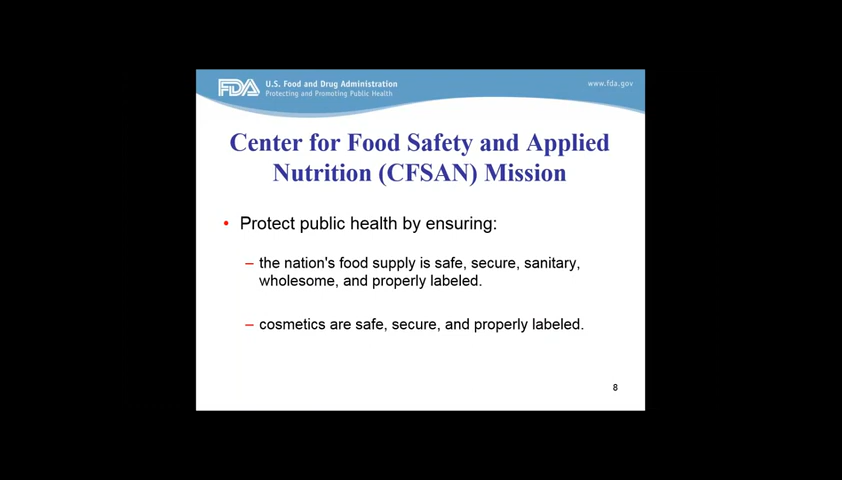 FDA U.S. Food and Drug Administration
Protecting and Promoting Public Health
www.fda.gov
Center for Food Safety and Applied
Nutrition (CFSAN) Mission
• Protect public health by ensuring:
– the nation's food supply is safe, secure, sanitary,
wholesome, and properly labeled.
– cosmetics are safe, secure, and properly labeled.
8